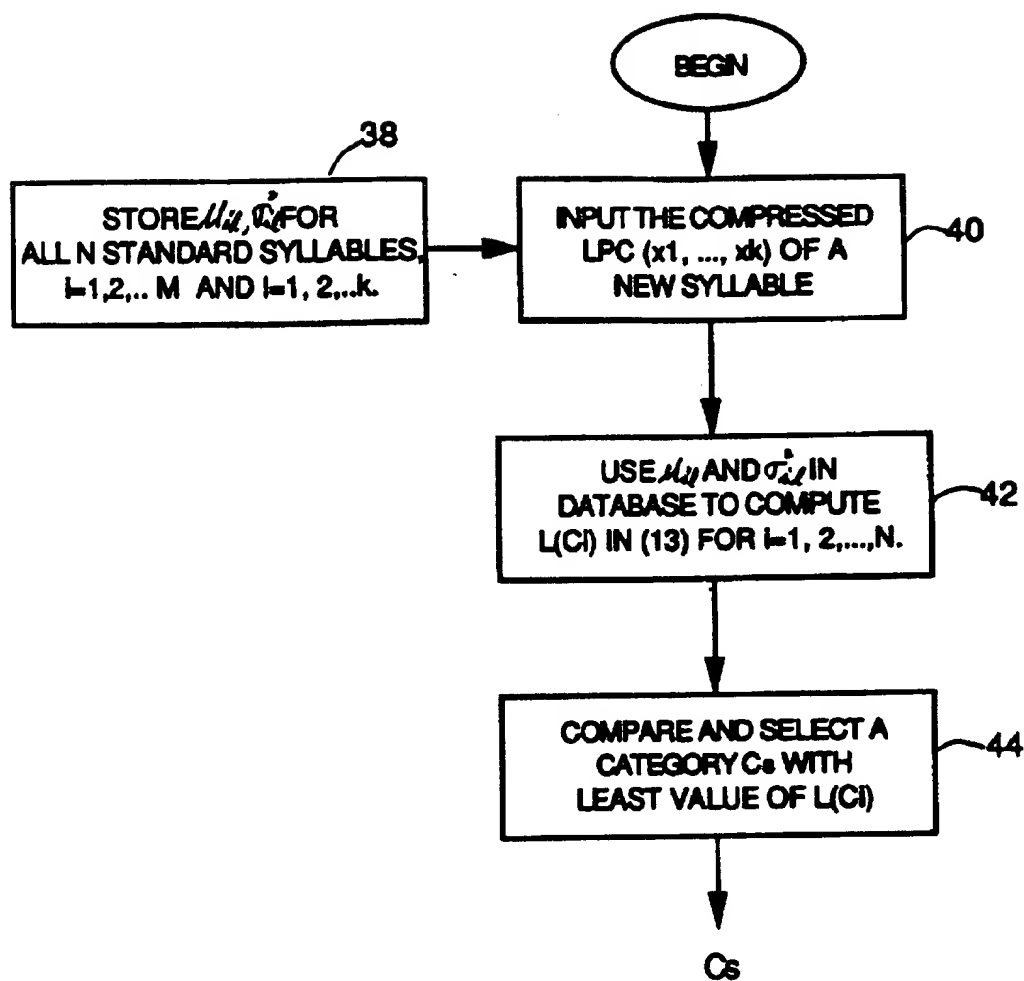 BEGIN
38
STORE μil, σ²il FOR
ALL N STANDARD SYLLABLES,
i=1,2,.. M AND l=1, 2,..k.
INPUT THE COMPRESSED
LPC (x1, ..., xk) OF A
NEW SYLLABLE
40
USE μil AND σ²il IN
DATABASE TO COMPUTE
L(Ci) IN (13) FOR i=1, 2,...,N.
42
COMPARE AND SELECT A
CATEGORY Cs WITH
LEAST VALUE OF L(Ci)
44
Cs